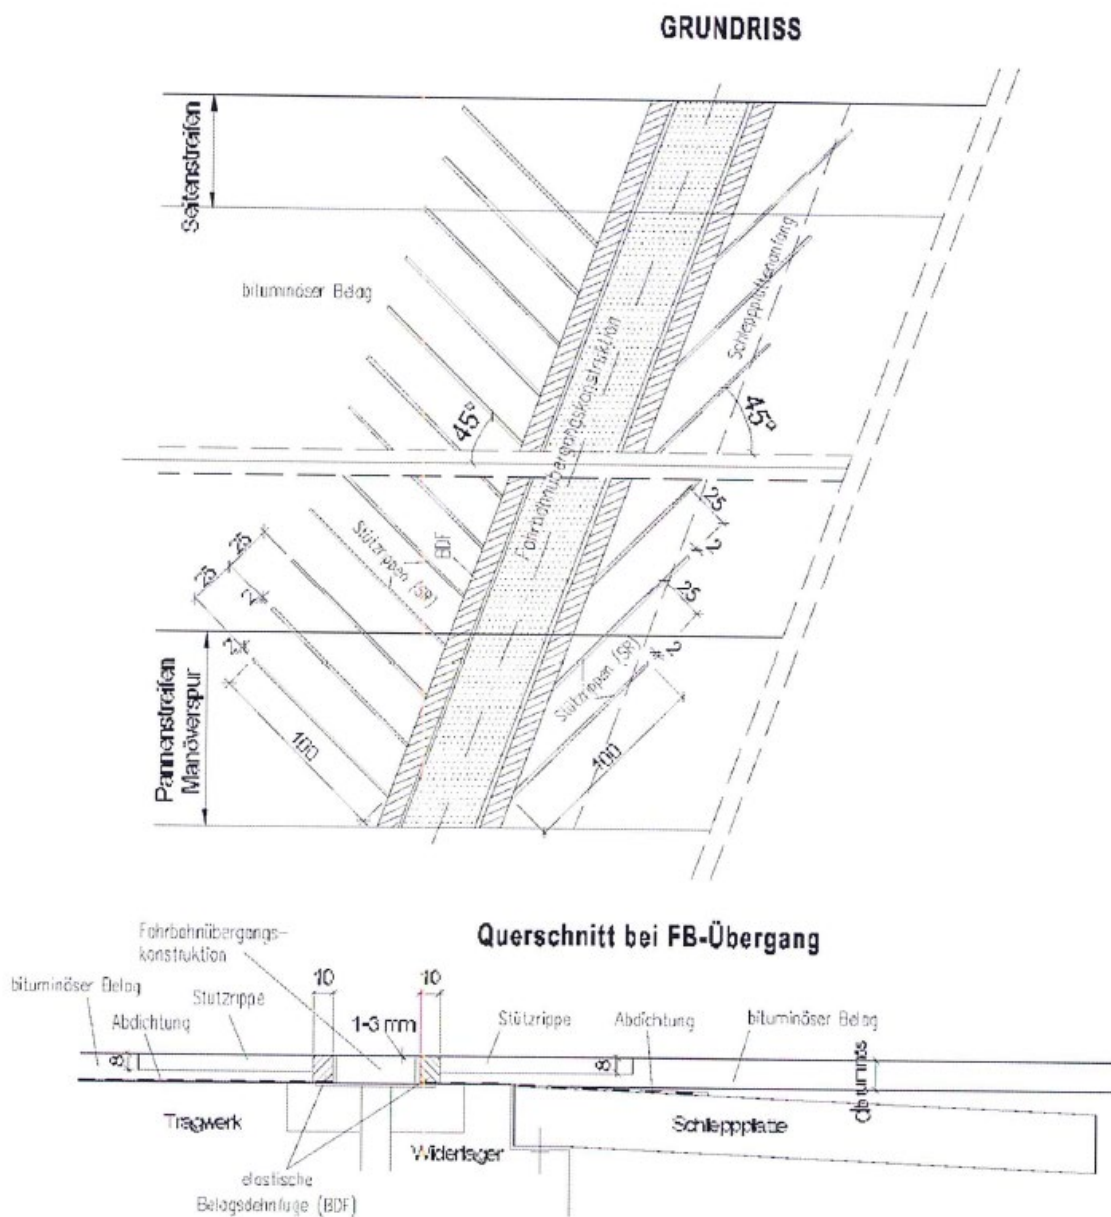 GRUNDRISS
Seitenstreifen
bituminöser Belag
Schleppplattenanfang
Fahrbahnübergangskonstruktion
45°
45°
25
2
25
2
Stützrippen (SR)
100
BDF
Stützrippen (SR)
25
25
2
2
100
Pannenstreifen
Manöverspur
Querschnitt bei FB-Übergang
Fahrbahnübergangs-
konstruktion
10
10
bituminöser Belag
Stützrippe
Abdichtung
1-3 mm
Stützrippe
Abdichtung
bituminöser Belag
8
8
Tragwerk
Widerlager
Schleppplatte
elastische
Belagsdehnfuge (BDF)